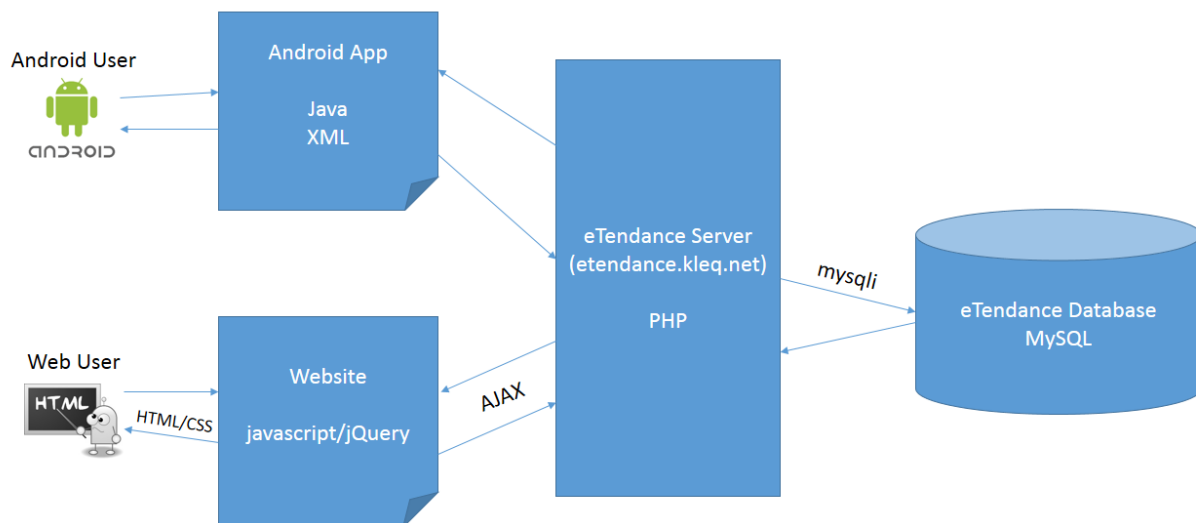 Android User
ANDROID
Android App
Java
XML
eTendance Server
(etendance.kleq.net)
PHP
mysqli
eTendance Database
MySQL
Web User
HTML
HTML/CSS
Website
javascript/jQuery
AJAX